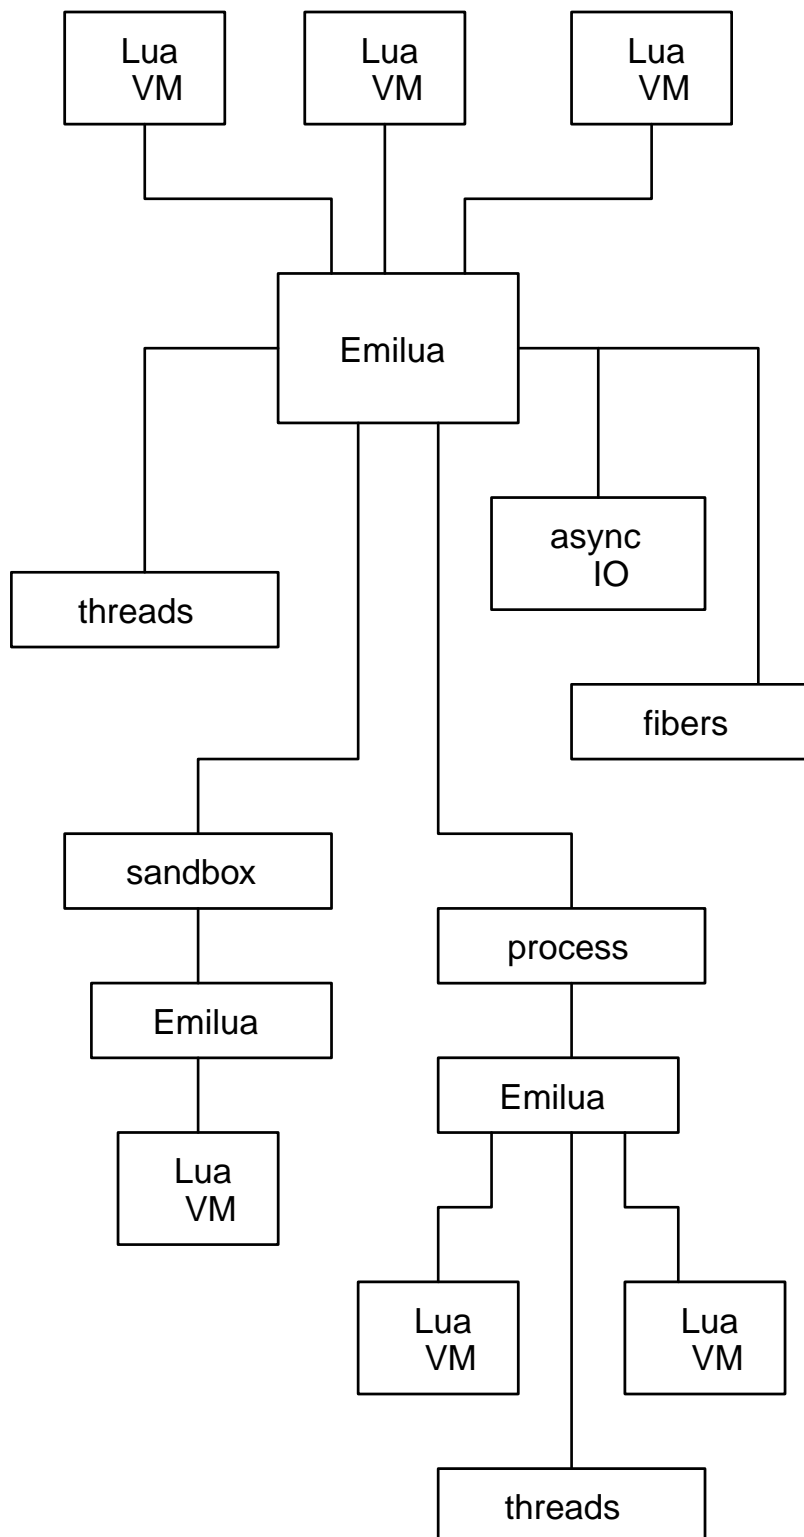 Lua
VM
Lua
VM
Lua
VM
Emilua
async
IO
threads
fibers
sandbox
process
Emilua
Emilua
Lua
VM
Lua
VM
Lua
VM
threads